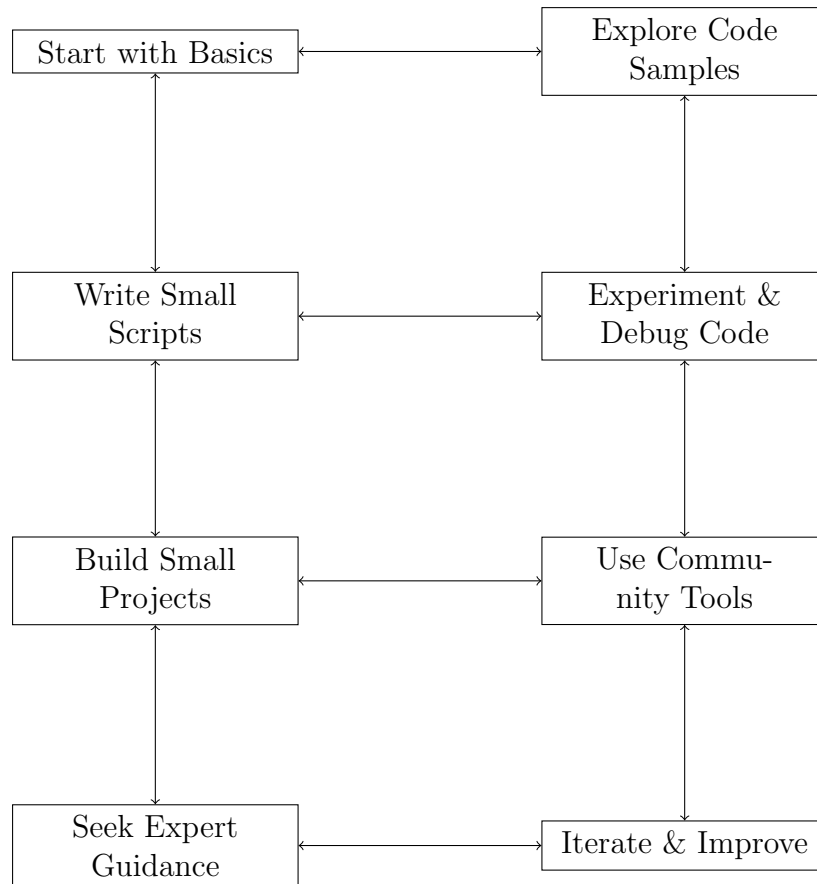 Start with Basics
Explore Code
Samples
Write Small
Scripts
Experiment &
Debug Code
Build Small
Projects
Use Commu-
nity Tools
Seek Expert
Guidance
Iterate & Improve